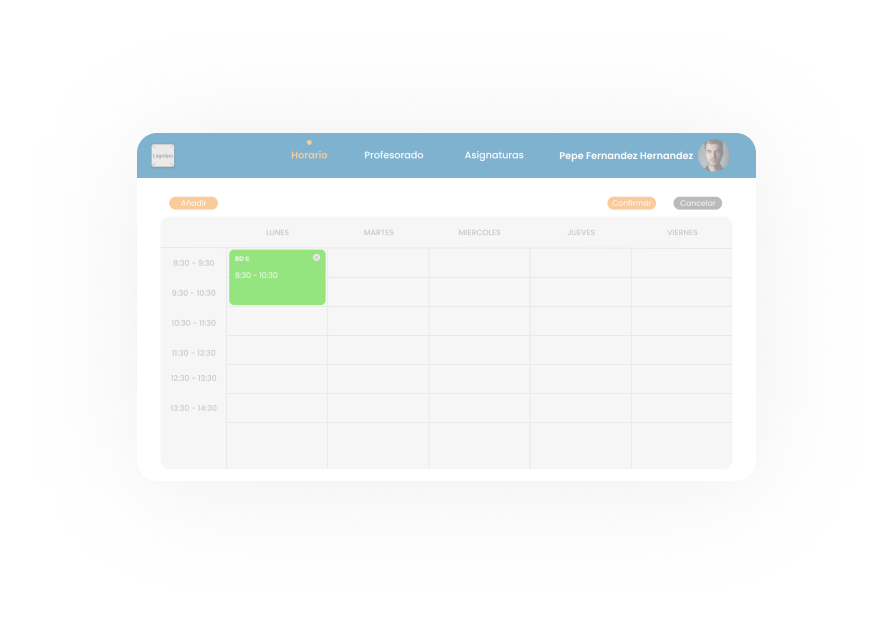 Logotipo
Horario
Profesorado
Asignaturas
Pepe Fernandez Hernandez
Añadir
Confirmar
Cancelar
LUNES
MARTES
MIERCOLES
JUEVES
VIERNES
8:30 - 9:30
BD II
8:30 - 10:30
9:30 - 10:30
10:30 - 11:30
11:30 - 12:30
12:30 - 13:30
13:30 - 14:30